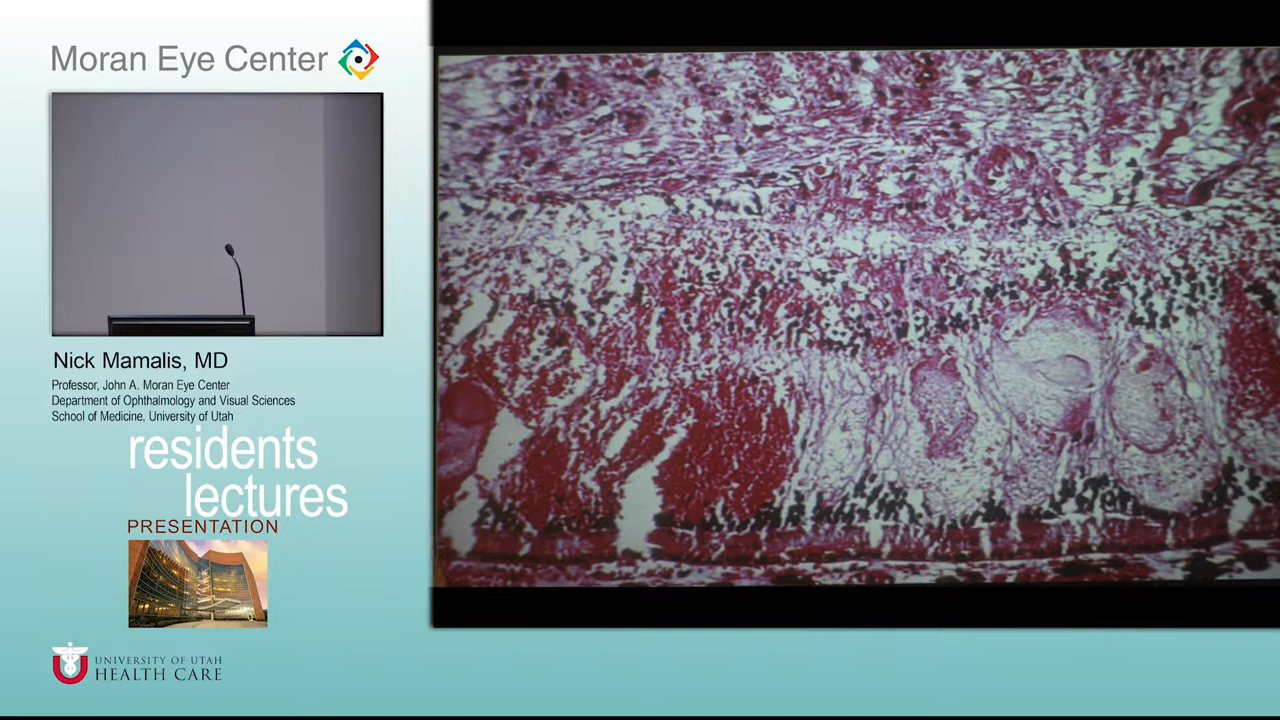 Moran Eye Center
Nick Mamalis, MD
Professor, John A. Moran Eye Center
Department of Ophthalmology and Visual Sciences
School of Medicine, University of Utah
residents
lectures
PRESENTATION
UNIVERSITY OF UTAH
HEALTH CARE